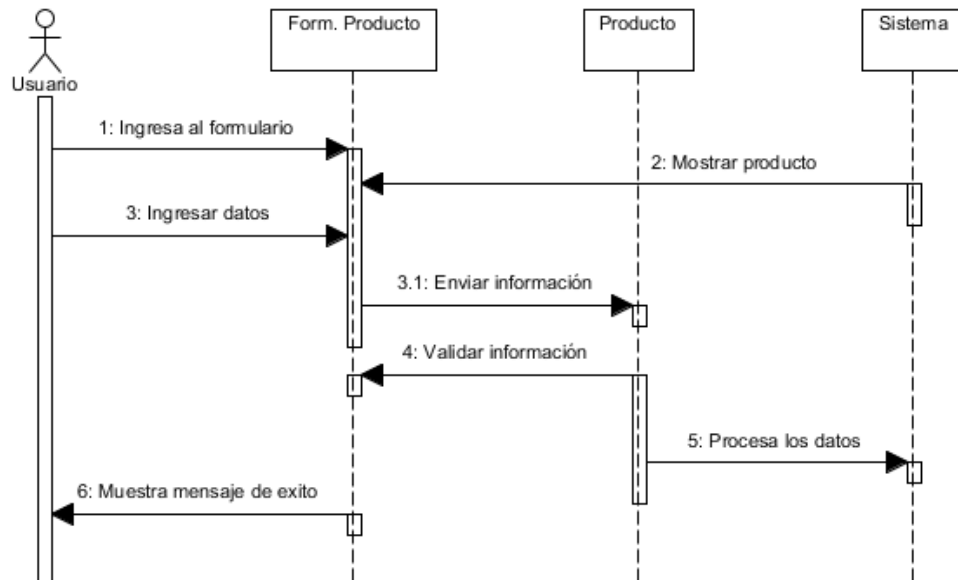 Form. Producto
Producto
Sistema
Usuario
1: Ingresa al formulario
2: Mostrar producto
3: Ingresar datos
3.1: Enviar información
4: Validar información
5: Procesa los datos
6: Muestra mensaje de exito